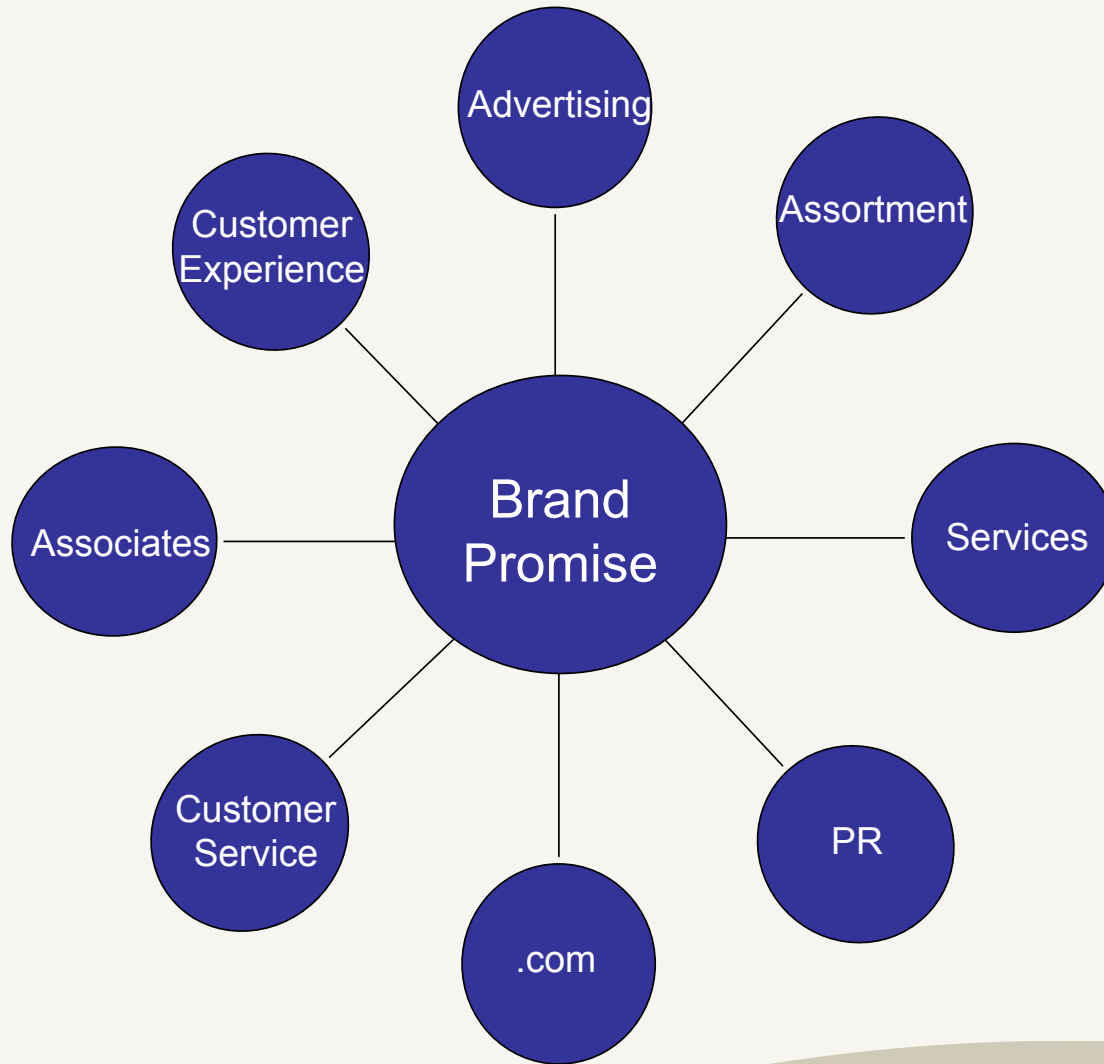 Advertising
Assortment
Customer
Experience
Brand
Promise
Associates
Services
Customer
Service
PR
.com